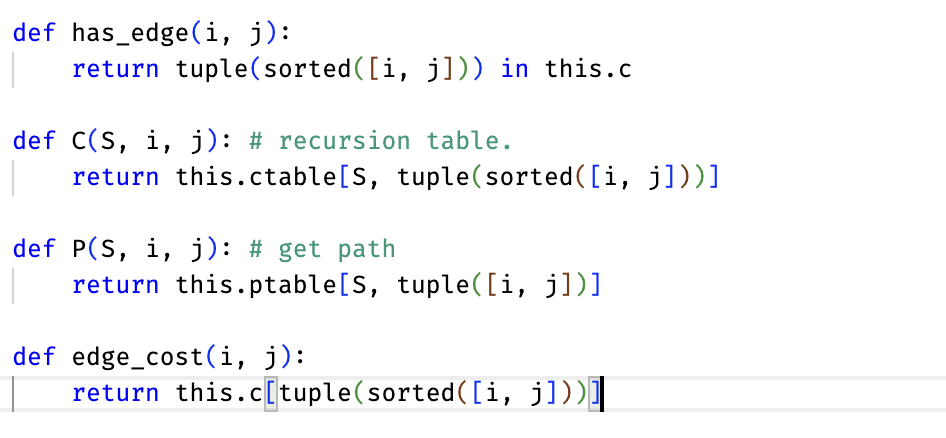 def has_edge(i, j):
    return tuple(sorted([i, j])) in this.c
def C(S, i, j): # recursion table.
    return this.ctable[S, tuple(sorted([i, j]))]
def P(S, i, j): # get path
    return this.ptable[S, tuple([i, j])]
def edge_cost(i, j):
    return this.c[tuple(sorted([i, j]))]